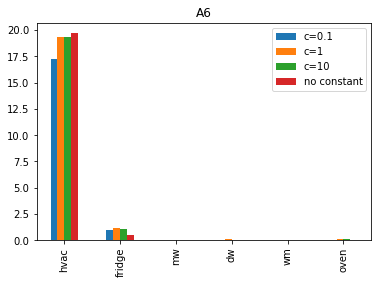 A6
20.0
17.5
15.0
12.5
10.0
7.5
5.0
2.5
0.0
c=0.1
c=1
c=10
no constant
hvac
fridge
mw
dw
wm
oven